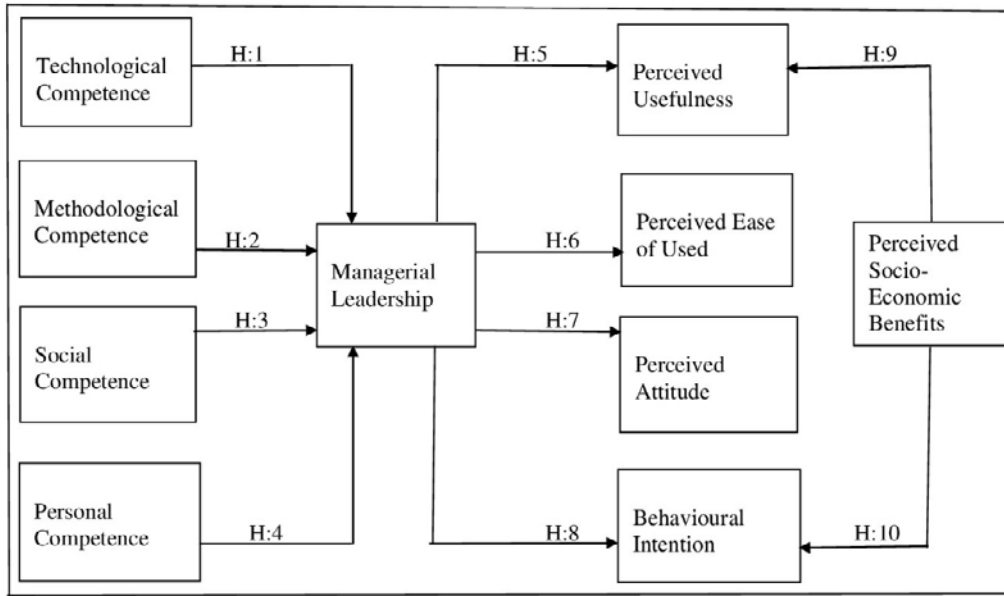 Technological
Competence
H:1
Methodological
Competence
H:2
Social
Competence
H:3
Personal
Competence
H:4
Managerial
Leadership
H:5
H:6
H:7
H:8
Perceived
Usefulness
Perceived Ease
of Used
Perceived
Attitude
Behavioural
Intention
H:9
H:10
Perceived
Socio-
Economic
Benefits